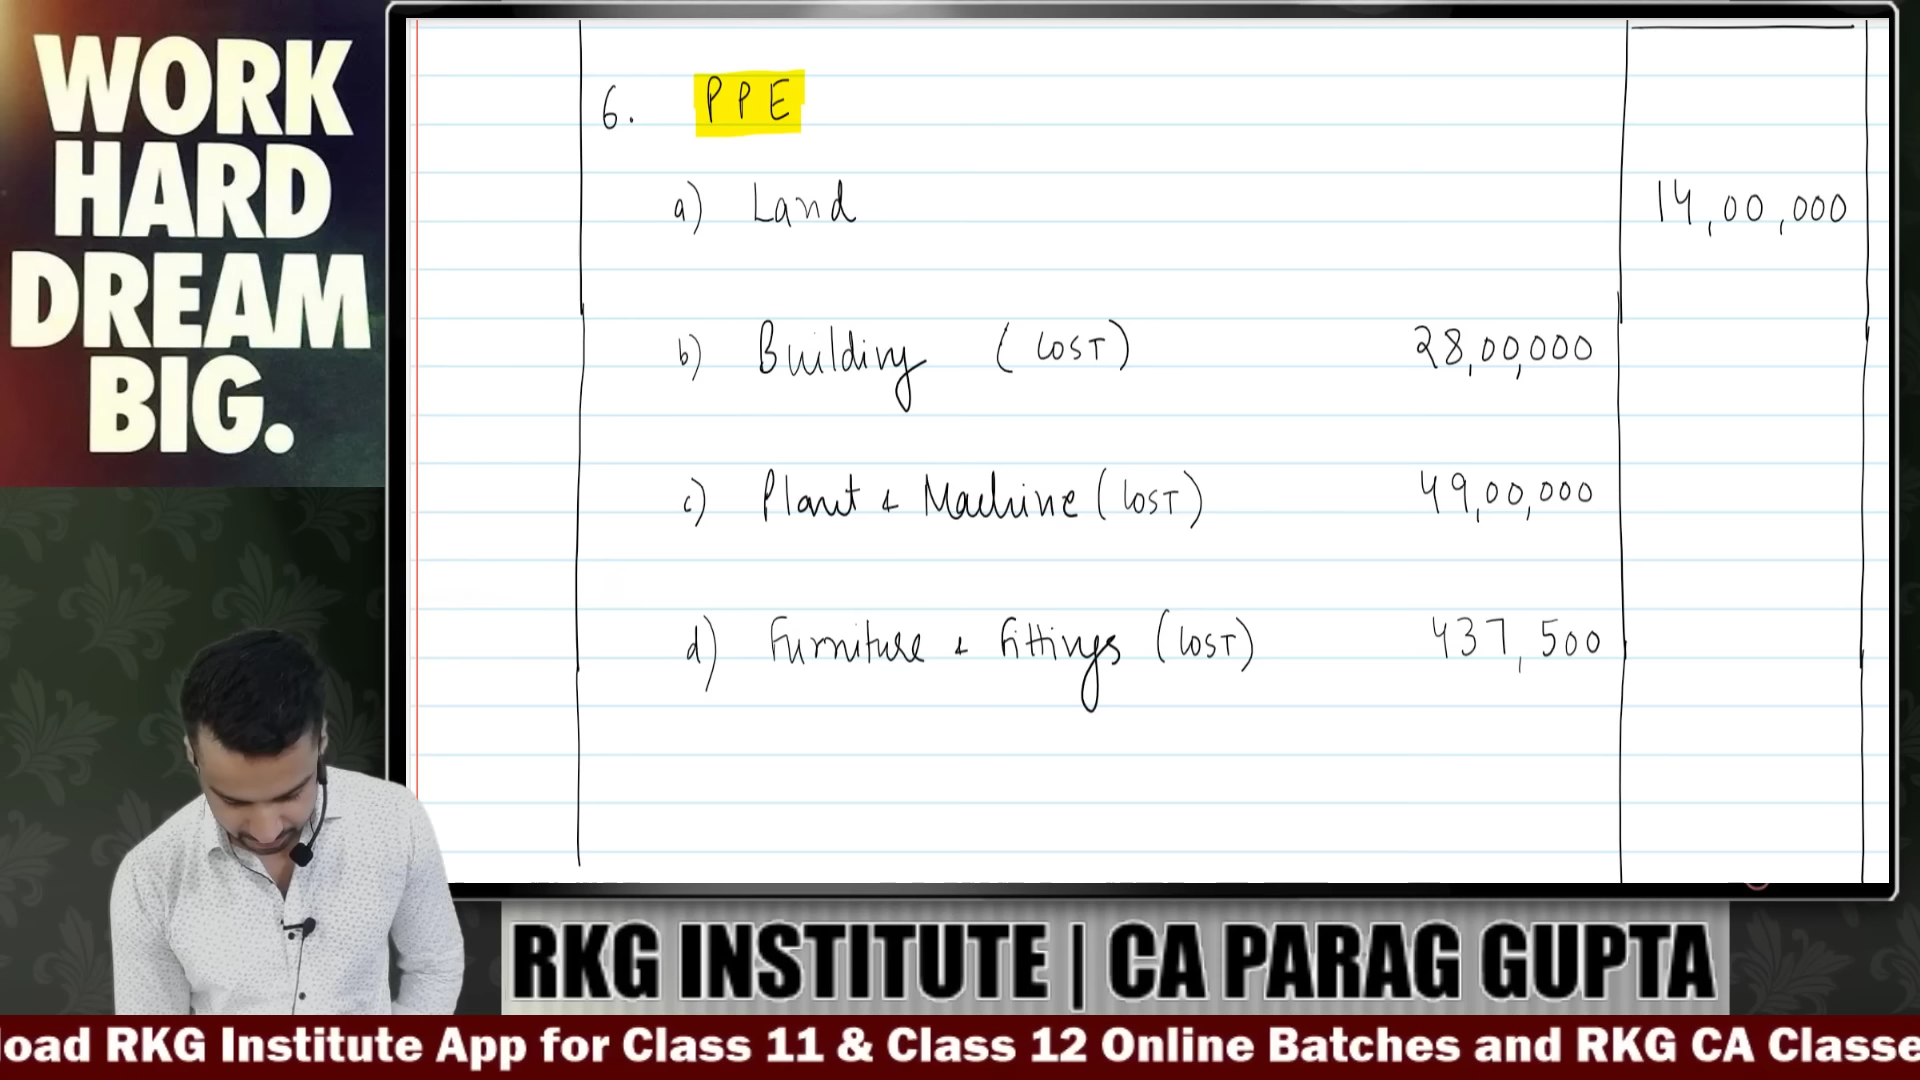 WORK
HARD
DREAM
BIG.
6. PPE
a) Land 14,00,000
b) Building (COST) 28,00,000
c) Plant & Machine (COST) 49,00,000
d) Furniture & Fittings (COST) 437,500
RKG INSTITUTE | CA PARAG GUPTA
load RKG Institute App for Class 11 & Class 12 Online Batches and RKG CA Classe